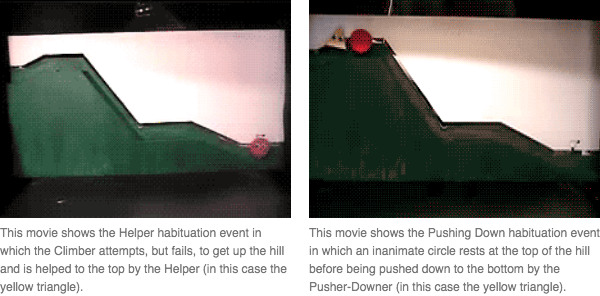 This movie shows the Helper habituation event in
which the Climber attempts, but fails, to get up the hill
and is helped to the top by the Helper (in this case the
yellow triangle).
This movie shows the Pushing Down habituation event
in which an inanimate circle rests at the top of the hill
before being pushed down to the bottom by the
Pusher-Downer (in this case the yellow triangle).